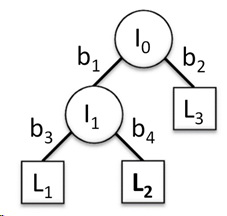 I₀
b₁ b₂
I₁ L₃
b₃ b₄
L₁ L₂